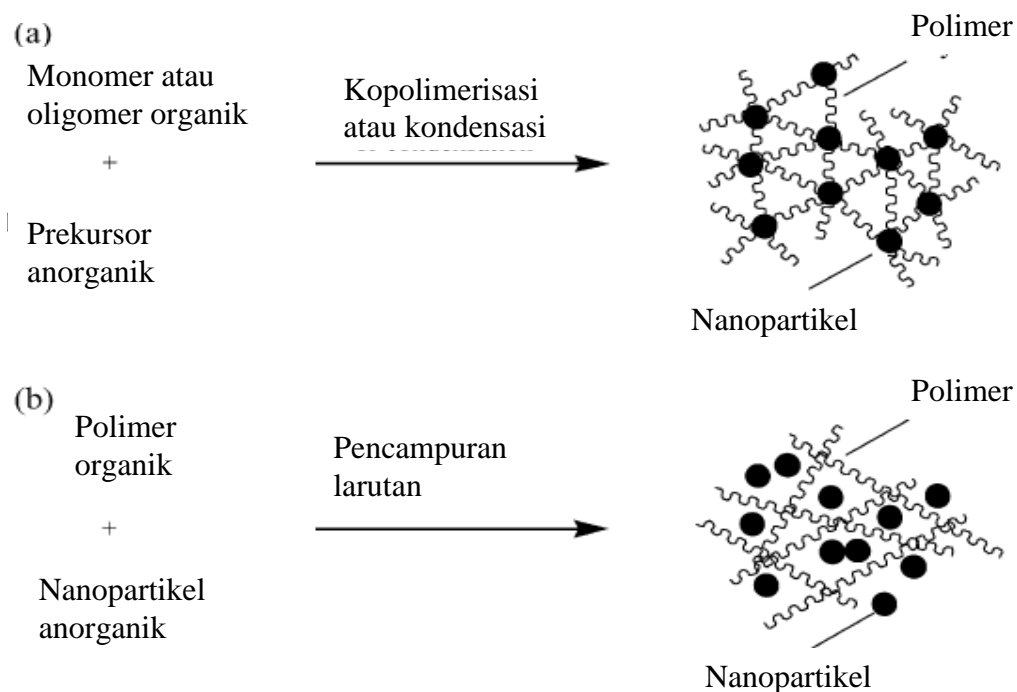 (a)
Monomer atau
oligomer organik
+
Prekursor
anorganik
Kopolimerisasi
atau kondensasi
Polimer
Nanopartikel
(b)
Polimer
organik
+
Nanopartikel
anorganik
Pencampuran
larutan
Polimer
Nanopartikel